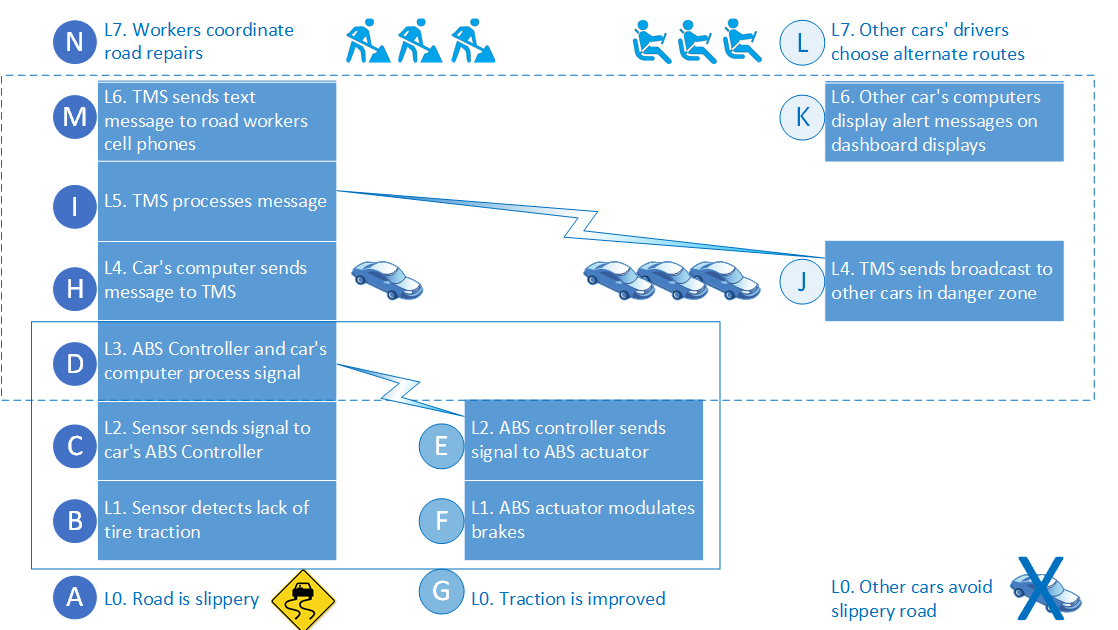 N
L7. Workers coordinate
road repairs
L
L7. Other cars' drivers
choose alternate routes
M
L6. TMS sends text
message to road workers
cell phones
K
L6. Other car's computers
display alert messages on
dashboard displays
I
L5. TMS processes message
H
L4. Car's computer sends
message to TMS
J
L4. TMS sends broadcast to
other cars in danger zone
D
L3. ABS Controller and car's
computer process signal
C
L2. Sensor sends signal to
car's ABS Controller
E
L2. ABS controller sends
signal to ABS actuator
B
L1. Sensor detects lack of
tire traction
F
L1. ABS actuator modulates
brakes
A
L0. Road is slippery
G
L0. Traction is improved
L0. Other cars avoid
slippery road
X